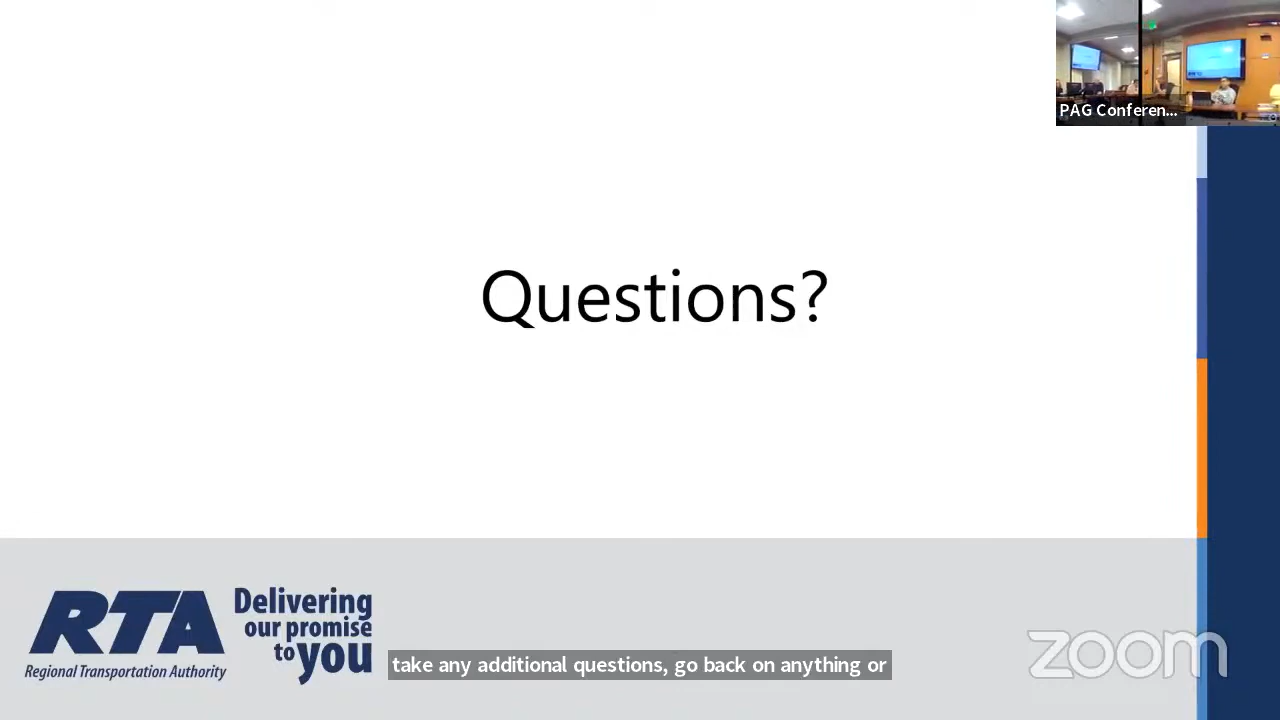 PAG Conferen...
Questions?
RTA
Regional Transportation Authority
Delivering
our promise
to you
take any additional questions, go back on anything or
zoom